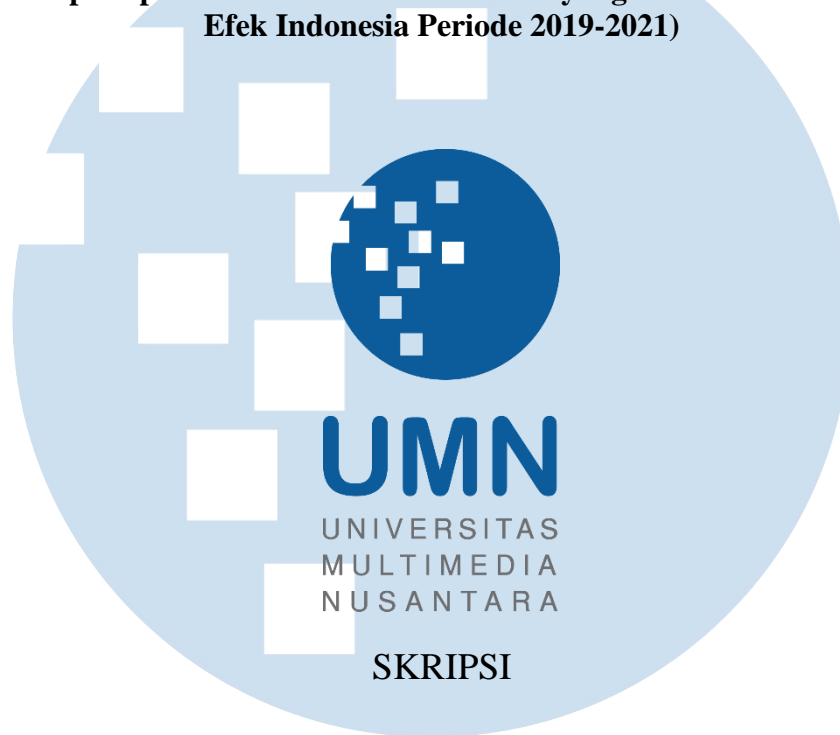 Efek Indonesia Periode 2019-2021)
UMN
UNIVERSITAS
MULTIMEDIA
NUSANTARA
SKRIPSI